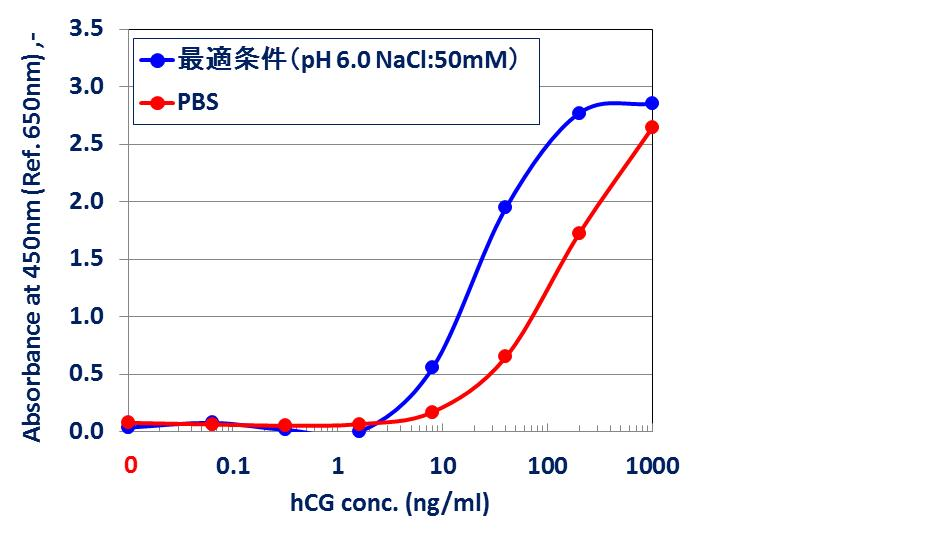 3.5
3.0
2.5
2.0
1.5
1.0
0.5
0.0
Absorbance at 450nm (Ref. 650nm) ,-
最適条件（pH 6.0 NaCl:50mM）
PBS
0 0.1 1 10 100 1000
hCG conc. (ng/ml)